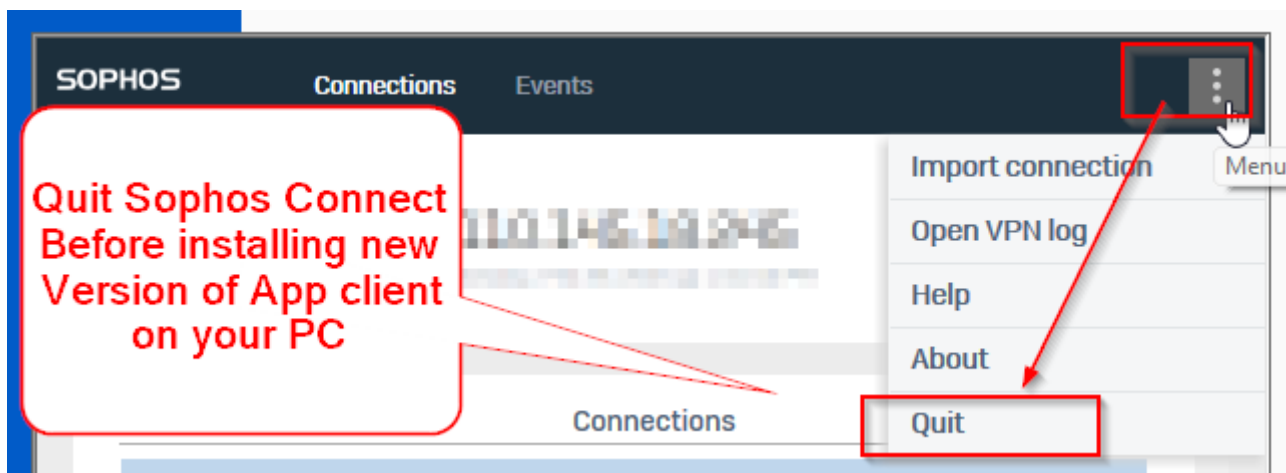 SOPHOS
Connections
Events
Import connection
Menu
Open VPN log
Help
About
Quit
Quit Sophos Connect
Before installing new
Version of App client
on your PC
Connections